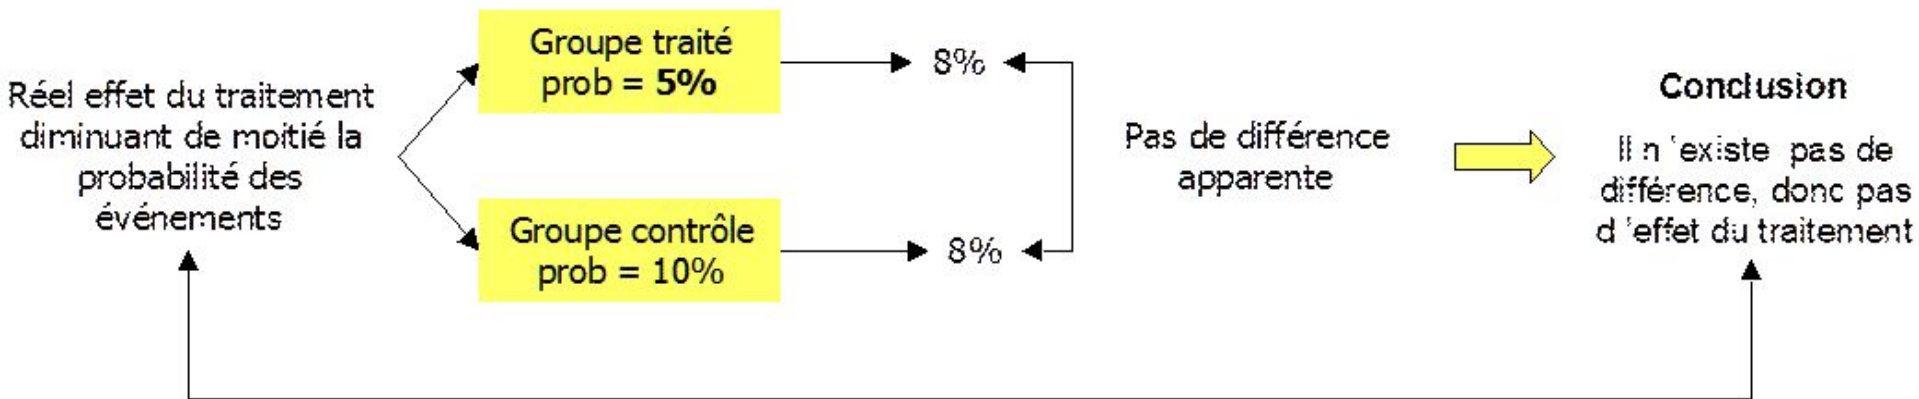 Réel effet du traitement
diminuant de moitié la
probabilité des
événements
Groupe traité
prob = 5%
8%
Groupe contrôle
prob = 10%
8%
Pas de différence
apparente
Conclusion
Il n 'existe pas de
différence, donc pas
d 'effet du traitement